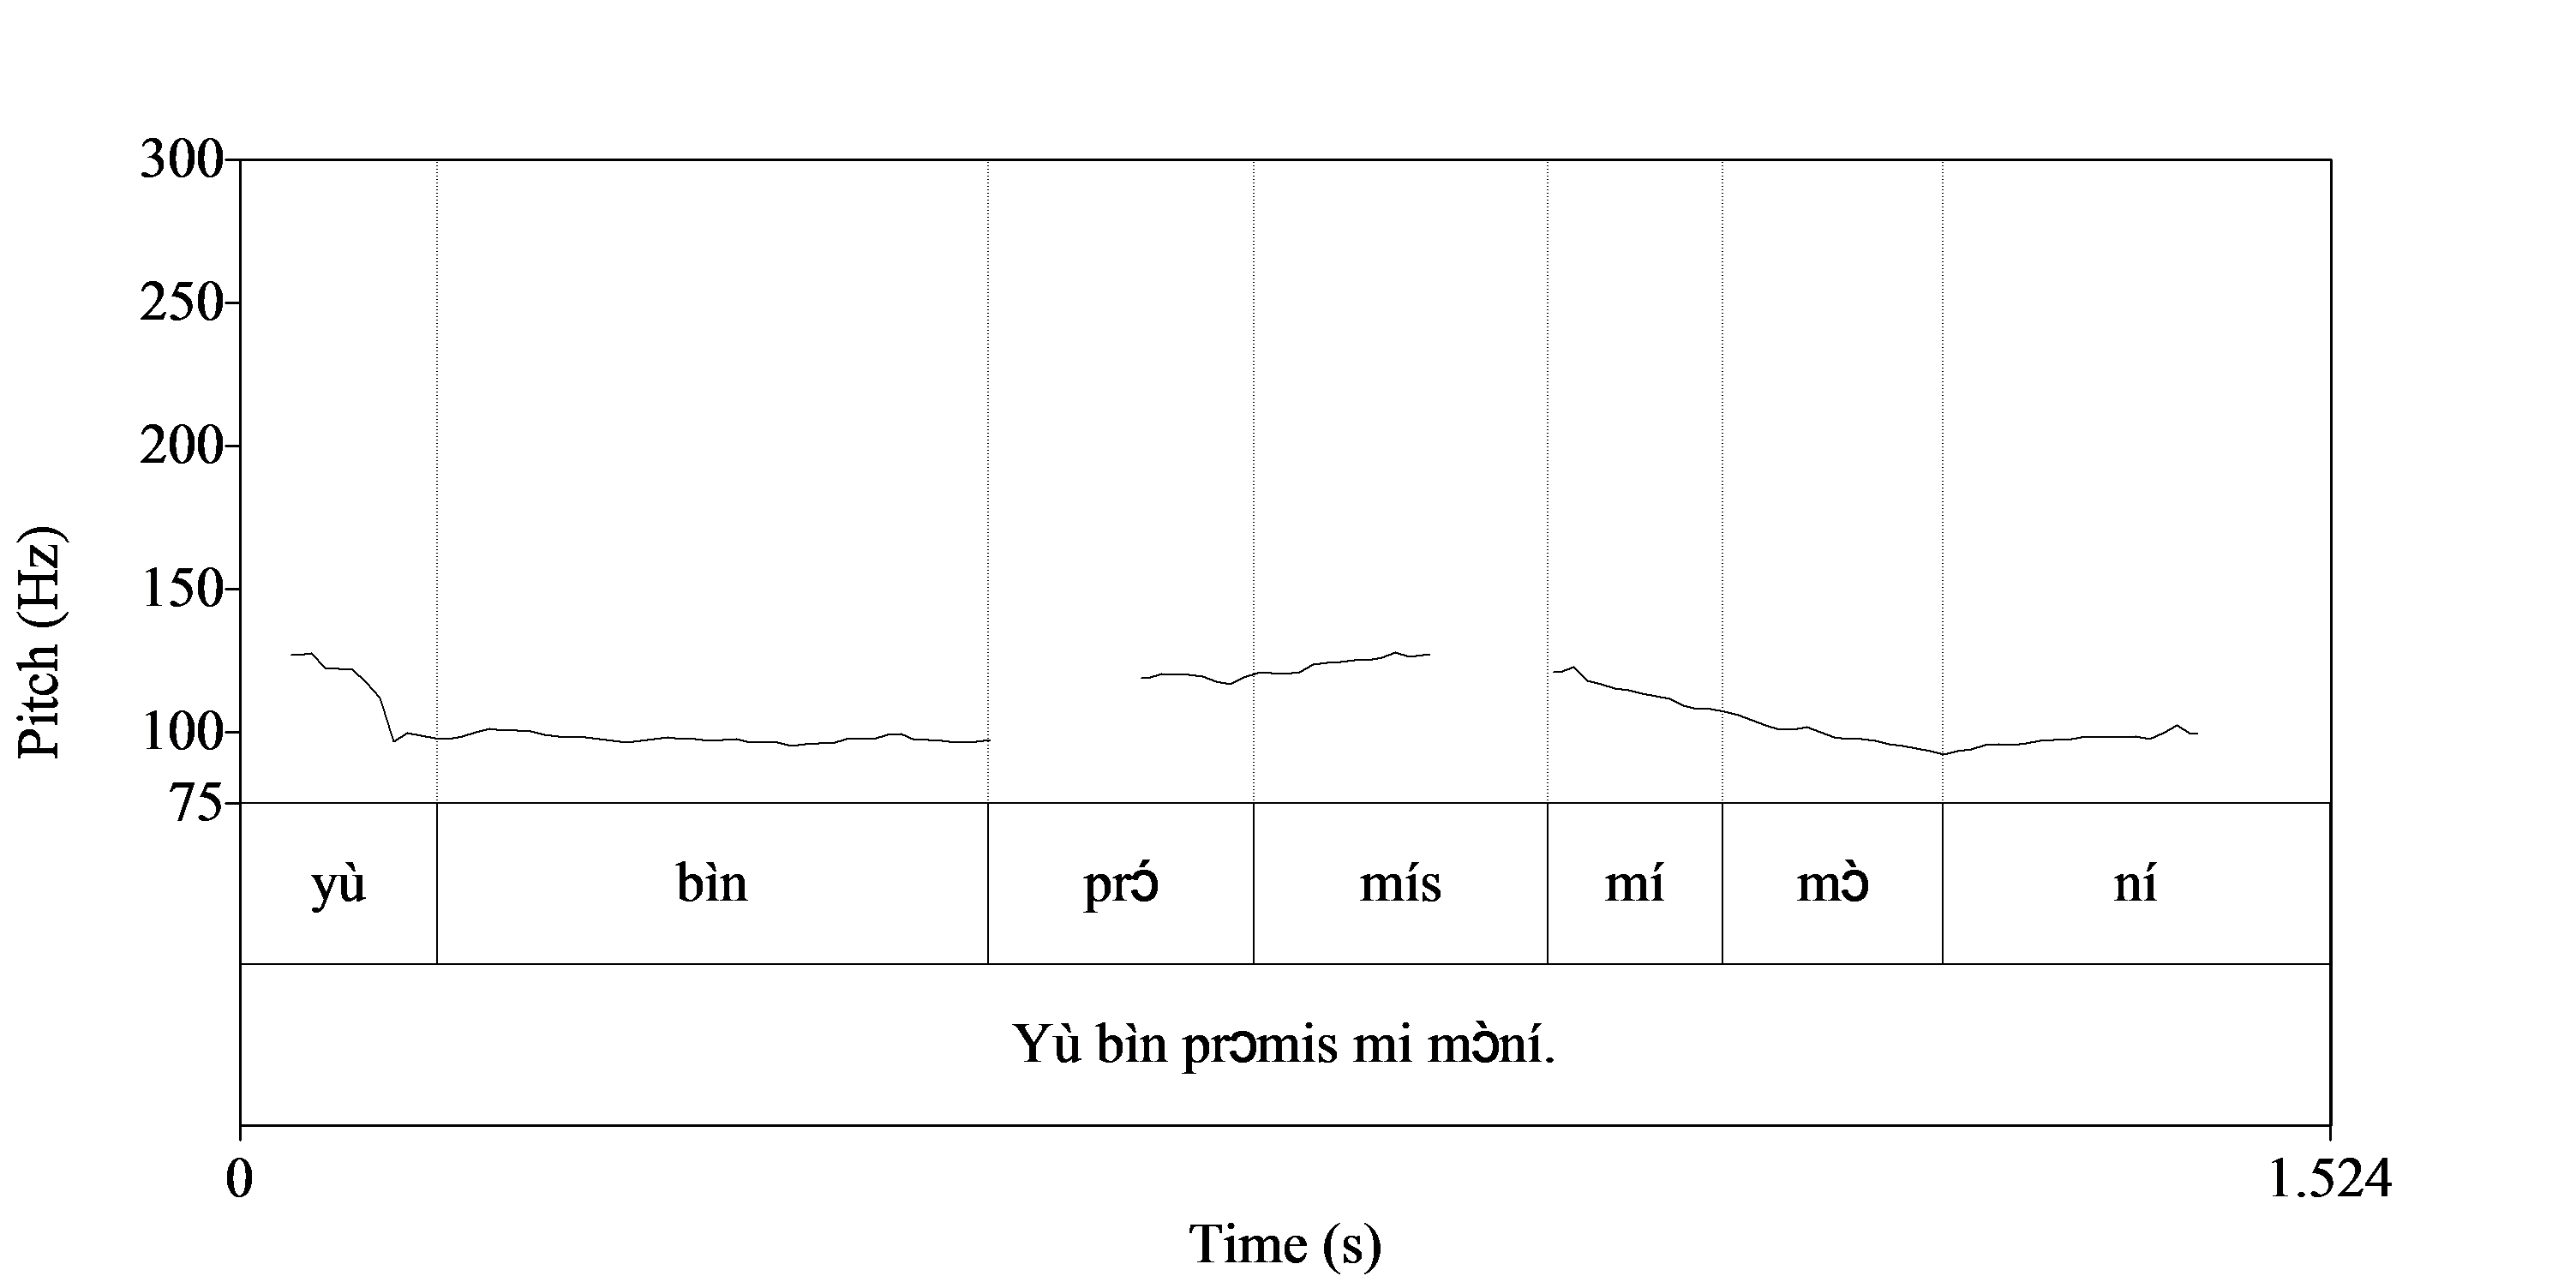 300
250
200
150
100
75
Pitch (Hz)
yù bìn prɔ́ mís mí mɔ̀ ní
Yù bìn prɔmis mi mɔ̀ní.
0 1.524
Time (s)